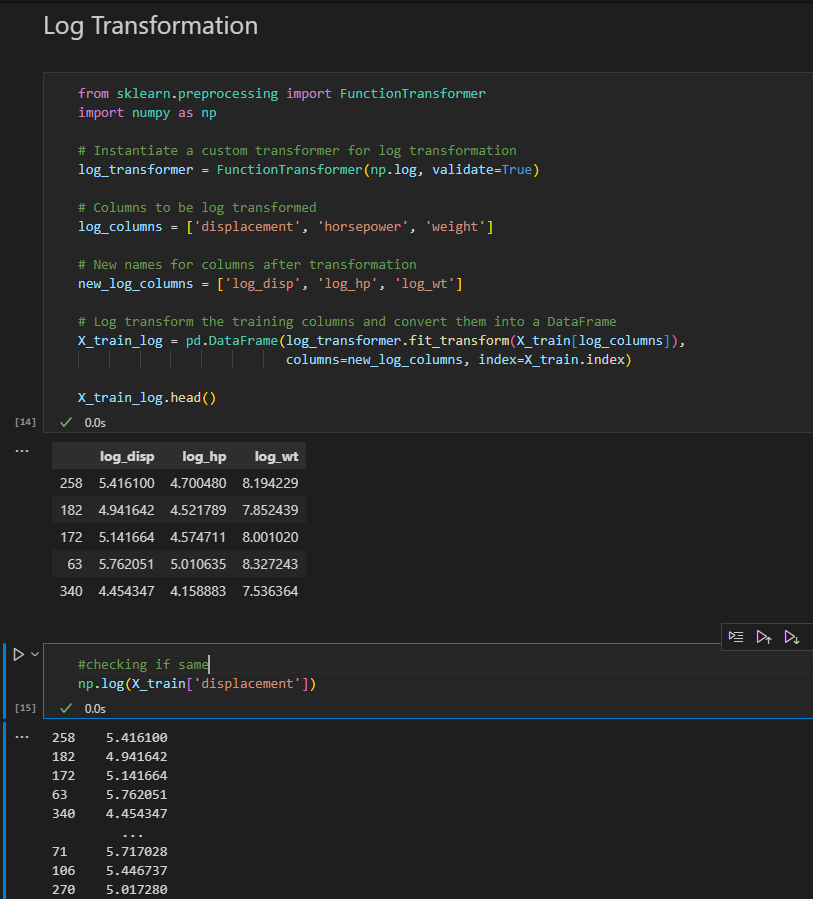 Log Transformation
from sklearn.preprocessing import FunctionTransformer
import numpy as np
# Instantiate a custom transformer for log transformation
log_transformer = FunctionTransformer(np.log, validate=True)
# Columns to be log transformed
log_columns = ['displacement', 'horsepower', 'weight']
# New names for columns after transformation
new_log_columns = ['log_disp', 'log_hp', 'log_wt']
# Log transform the training columns and convert them into a DataFrame
X_train_log = pd.DataFrame(log_transformer.fit_transform(X_train[log_columns]),
columns=new_log_columns, index=X_train.index)
X_train_log.head()
[14] 0.0s
...
log_disp log_hp log_wt
258 5.416100 4.700480 8.194229
182 4.941642 4.521789 7.852439
172 5.141664 4.574711 8.001020
63 5.762051 5.010635 8.327243
340 4.454347 4.158883 7.536364
#checking if same
np.log(X_train['displacement'])
[15] 0.0s
...
258 5.416100
182 4.941642
172 5.141664
63 5.762051
340 4.454347
...
71 5.717028
106 5.446737
270 5.017280